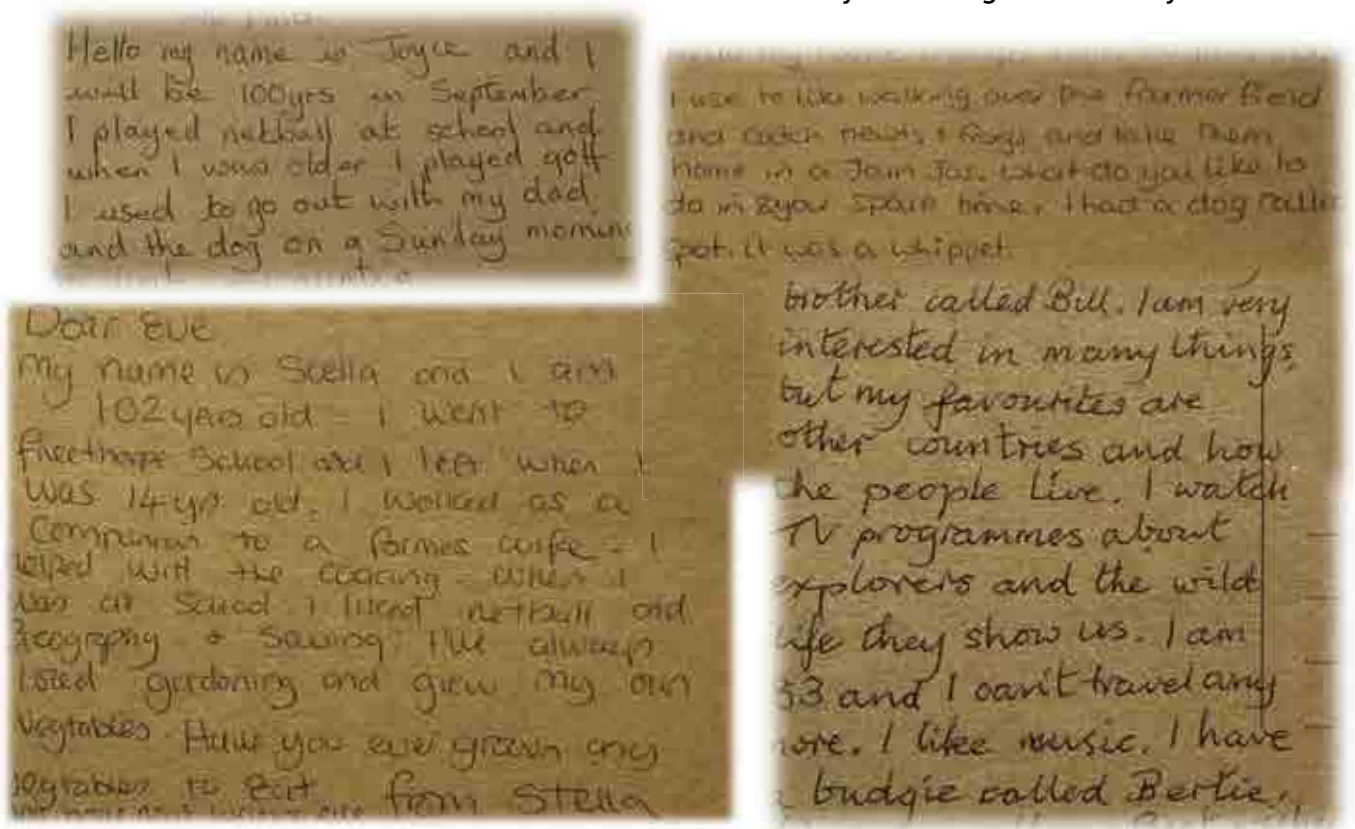 Hello my name is Joyce and I
will be 100yrs in September
I played netball at school and
when I was older I played golf
I used to go out with my dad
and the dog on a Sunday morning
I use to like walking over the farmer field
and catch newts, & frogs and take them
home in a Jam Jar. what do you like to
do in &your spair time. I had a dog called
spot. it was a whippet.
Dear Eve
My name is Stella and I am
102 years old - I went to
Freethorpe School and I left when I
was 14yrs old. I worked as a
Companion to a farmes wife - I
helped with the cooking. when I
was at School I liked netball and
Geography + Sewing. I've always
loved gardoning and grew my own
vegtables. Have you ever grown any
vegtables to eat from Stella
brother called Bill. I am very
interested in many things,
but my favourites are
other countries and how
the people live. I watch
TV programmes about
explorers and the wild
life they show us. I am
and I can't travel any
more. I like music. I have
a budgie called Bertie.